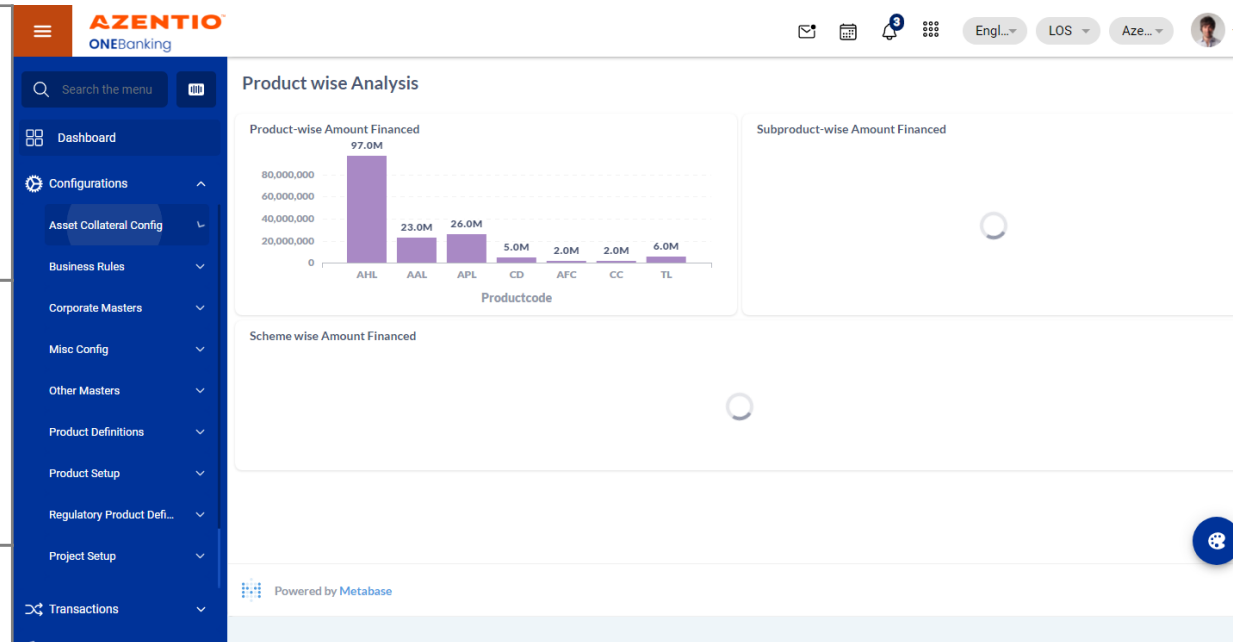 AZENTIO
ONEBanking
3
Engl...
LOS
Aze...
Search the menu
Dashboard
Configurations
Asset Collateral Config
Business Rules
Corporate Masters
Misc Config
Other Masters
Product Definitions
Product Setup
Regulatory Product Defi...
Project Setup
Transactions
Product wise Analysis
Product-wise Amount Financed
97.0M
80,000,000
60,000,000
40,000,000
23.0M 26.0M
20,000,000
5.0M 2.0M 2.0M 6.0M
0
AHL AAL APL CD AFC CC TL
Productcode
Subproduct-wise Amount Financed
Scheme wise Amount Financed
Powered by Metabase